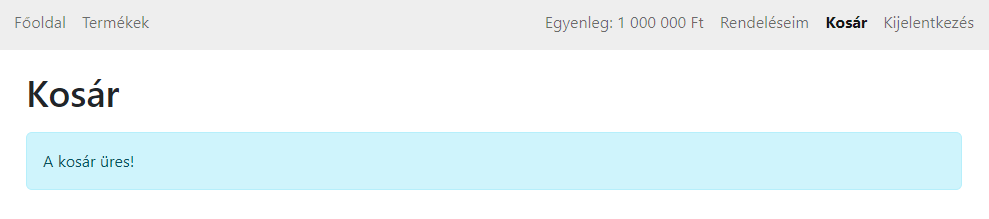 Főoldal Termékek Egyenleg: 1 000 000 Ft Rendeléseim Kosár Kijelentkezés
Kosár
A kosár üres!